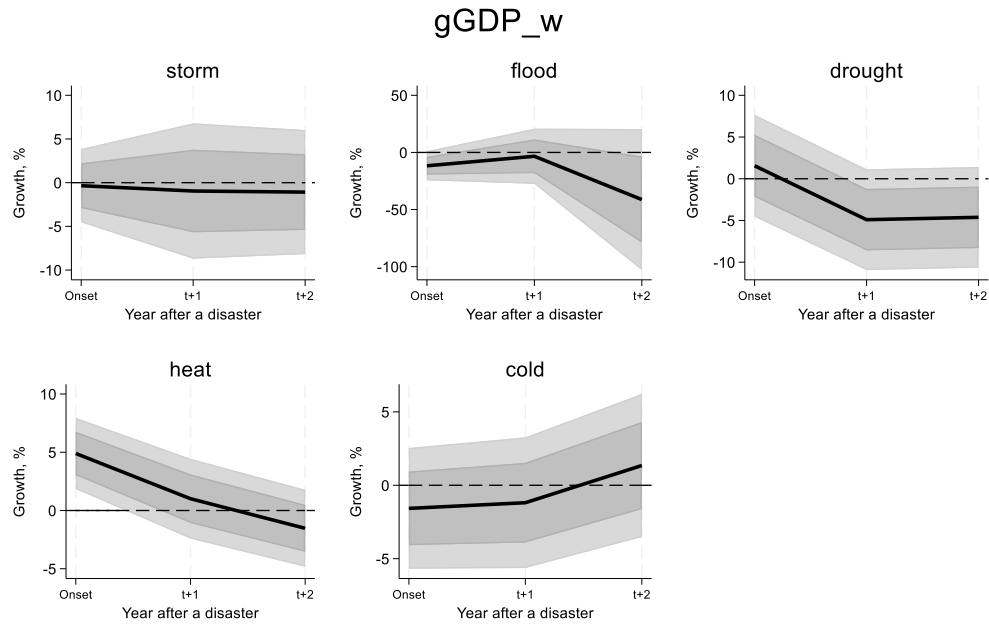 gGDP_w
storm
10
5
0
-5
-10
Growth, %
Onset
t+1
t+2
Year after a disaster
flood
50
0
-50
-100
Growth, %
Onset
t+1
t+2
Year after a disaster
drought
10
5
0
-5
-10
Growth, %
Onset
t+1
t+2
Year after a disaster
heat
10
5
0
-5
Growth, %
Onset
t+1
t+2
Year after a disaster
cold
5
0
-5
Growth, %
Onset
t+1
t+2
Year after a disaster